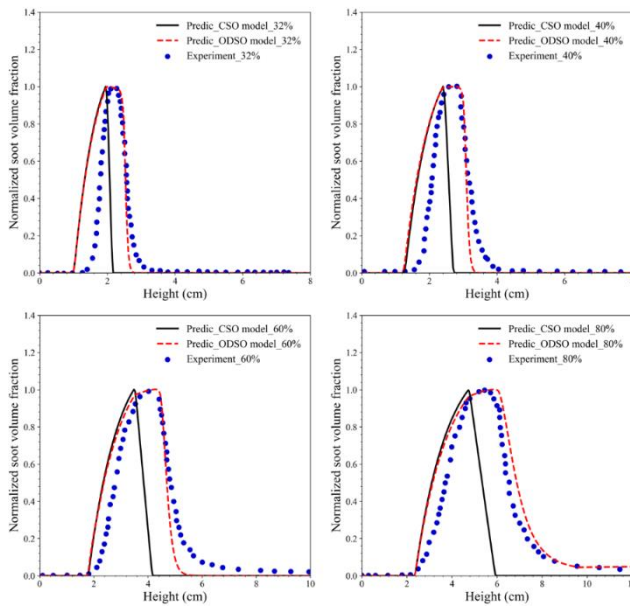 1.4
1.2
1.0
0.8
0.6
0.4
0.2
0.0
Normalized soot volume fraction
Predic_CSO model_32%
Predic_ODSO model_32%
Experiment_32%
0 2 4 6 8
Height (cm)
1.4
1.2
1.0
0.8
0.6
0.4
0.2
0.0
Normalized soot volume fraction
Predic_CSO model_40%
Predic_ODSO model_40%
Experiment_40%
0 2 4 6
Height (cm)
1.4
1.2
1.0
0.8
0.6
0.4
0.2
0.0
Normalized soot volume fraction
Predic_CSO model_60%
Predic_ODSO model_60%
Experiment_60%
0 2 4 6 8 10
Height (cm)
1.4
1.2
1.0
0.8
0.6
0.4
0.2
0.0
Normalized soot volume fraction
Predic_CSO model_80%
Predic_ODSO model_80%
Experiment_80%
0 2 4 6 8 10
Height (cm)